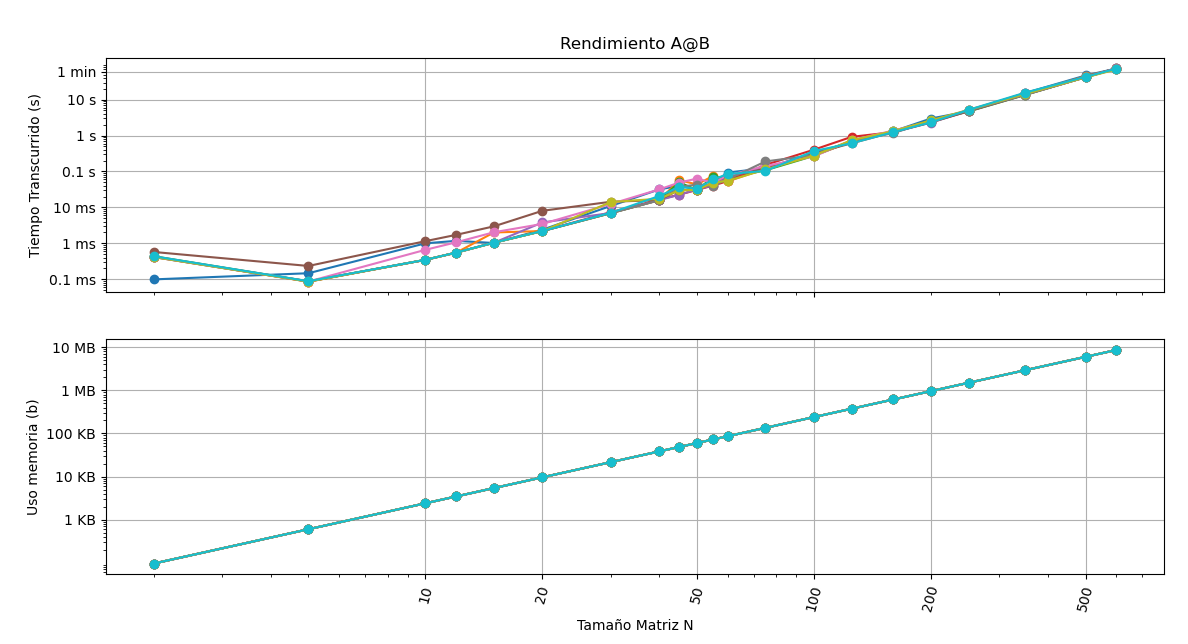 Rendimiento A@B
Tiempo Transcurrido (s)
1 min
10 s
1 s
0.1 s
10 ms
1 ms
0.1 ms
Uso memoria (b)
10 MB
1 MB
100 KB
10 KB
1 KB
10
20
50
100
200
500
Tamaño Matriz N